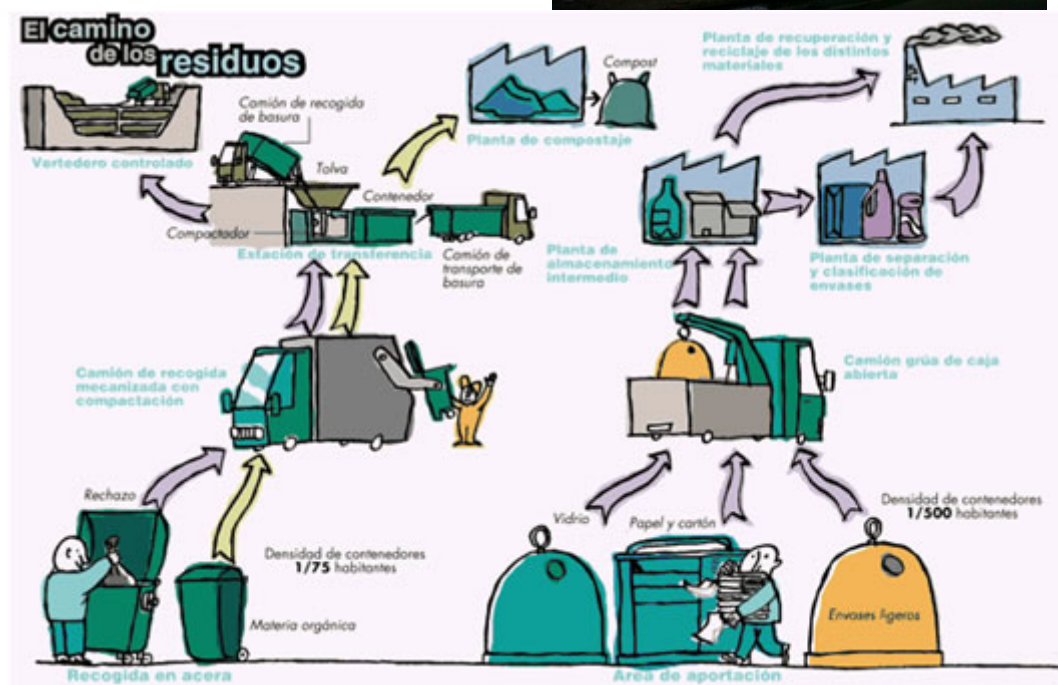 El camino
de los residuos
Vertedero controlado
Camión de recogida
de basura
Tolva
Contenedor
Compactador
Estación de transferencia
Camión de
transporte de
basura
Compost
Planta de compostaje
Planta de recuperación y
reciclaje de los distintos
materiales
Planta de
almacenamiento
intermedio
Planta de separación
y clasificación de
envases
Camión de recogida
mecanizada con
compactación
Camión grúa de caja
abierta
Rechazo
Densidad de contenedores
1/75 habitantes
Materia orgánica
Recogida en acera
Vidrio
Papel y cartón
Densidad de contenedores
1/500 habitantes
Envases ligeros
Area de aportación